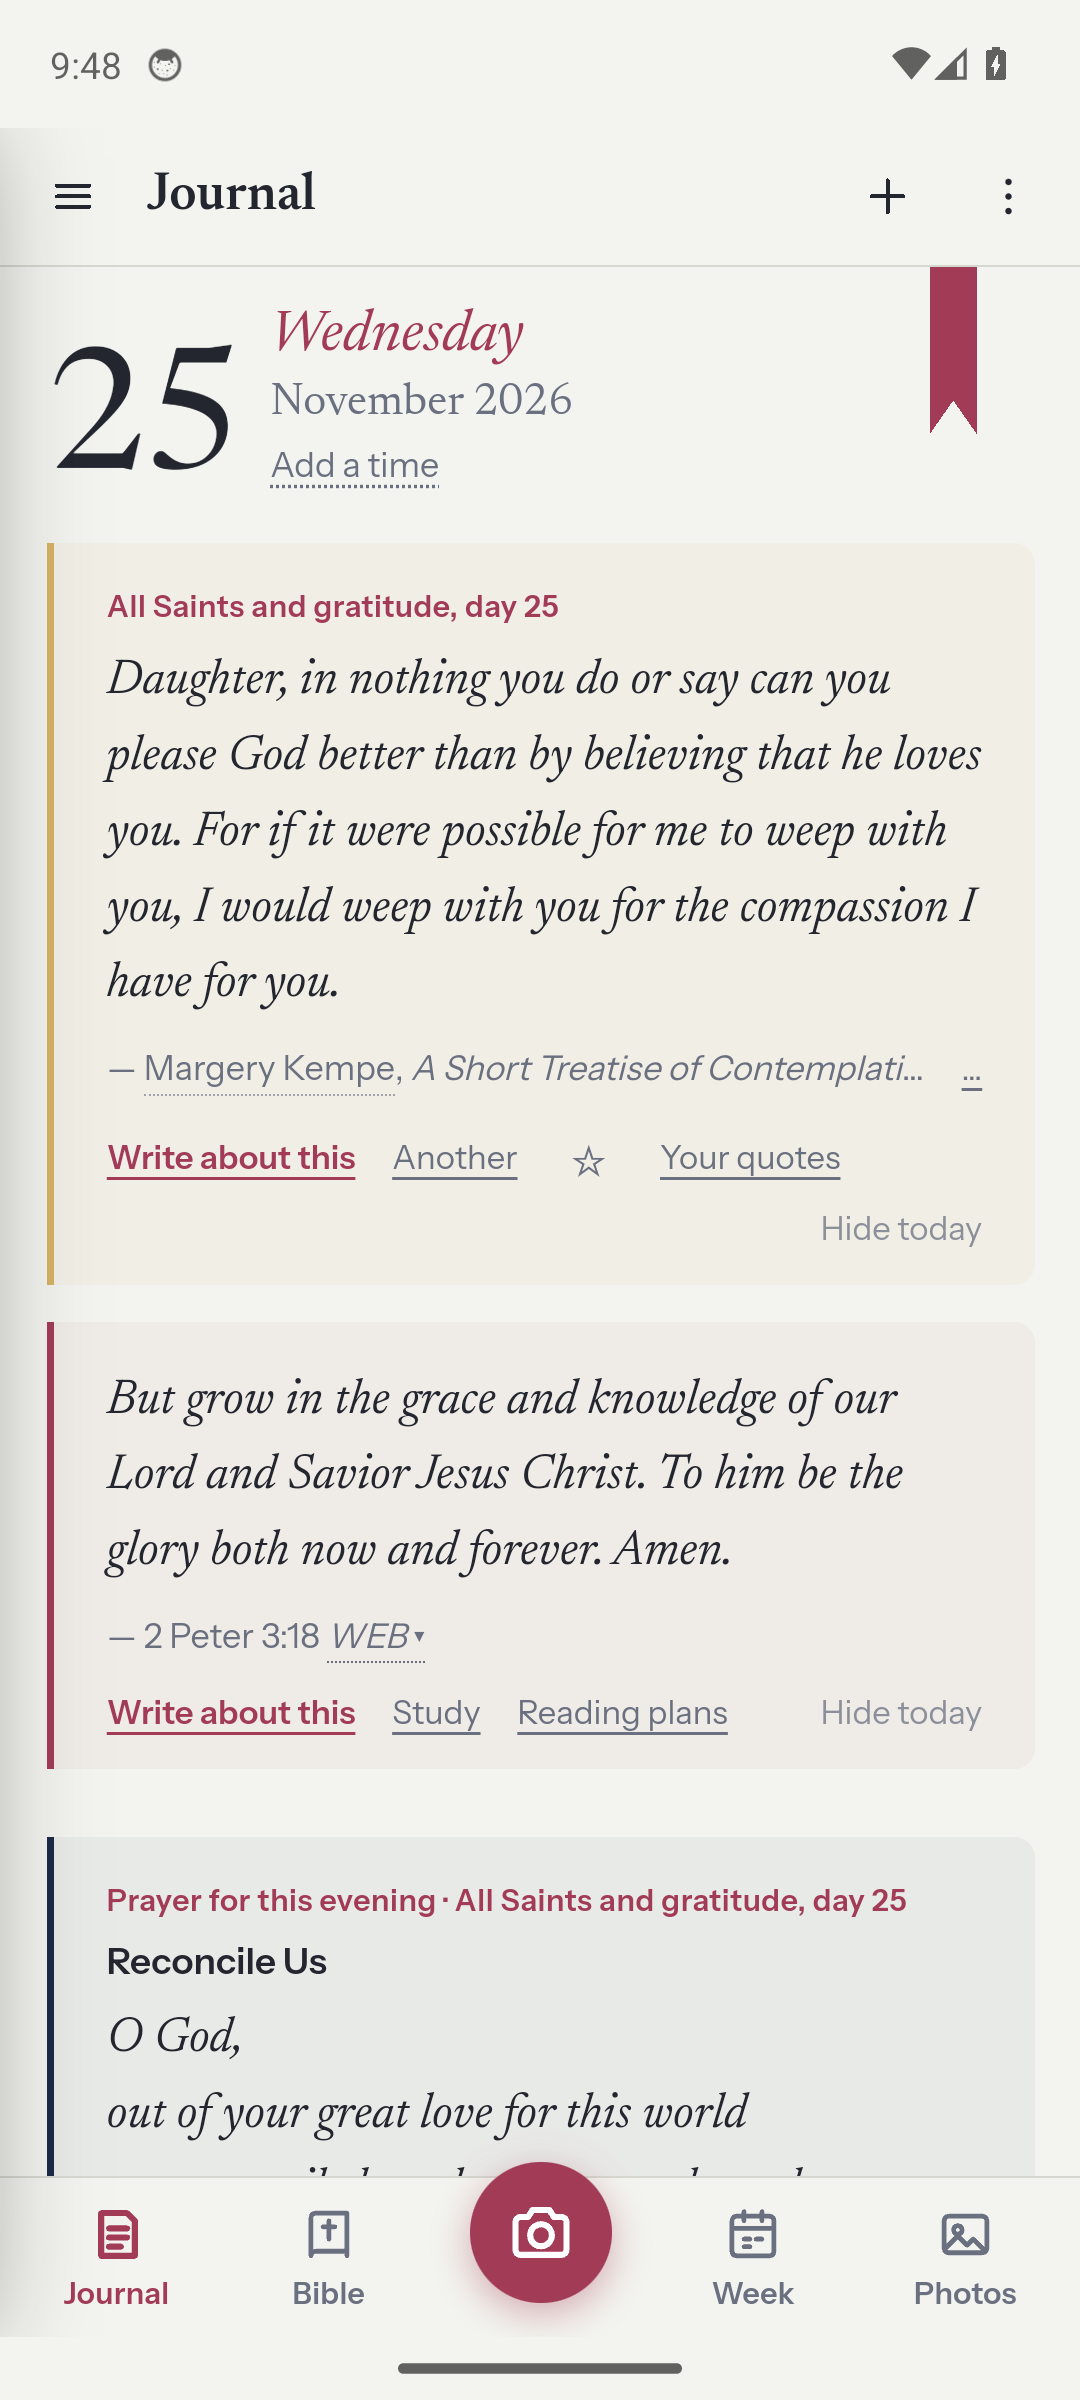 9:48
Journal
25
Wednesday
November 2026
Add a time
All Saints and gratitude, day 25
Daughter, in nothing you do or say can you
please God better than by believing that he loves
you. For if it were possible for me to weep with
you, I would weep with you for the compassion I
have for you.
— Margery Kempe, A Short Treatise of Contemplati... ...
Write about this Another ☆ Your quotes
Hide today
But grow in the grace and knowledge of our
Lord and Savior Jesus Christ. To him be the
glory both now and forever. Amen.
— 2 Peter 3:18 WEB ▾
Write about this Study Reading plans Hide today
Prayer for this evening · All Saints and gratitude, day 25
Reconcile Us
O God,
out of your great love for this world
Journal Bible Week Photos